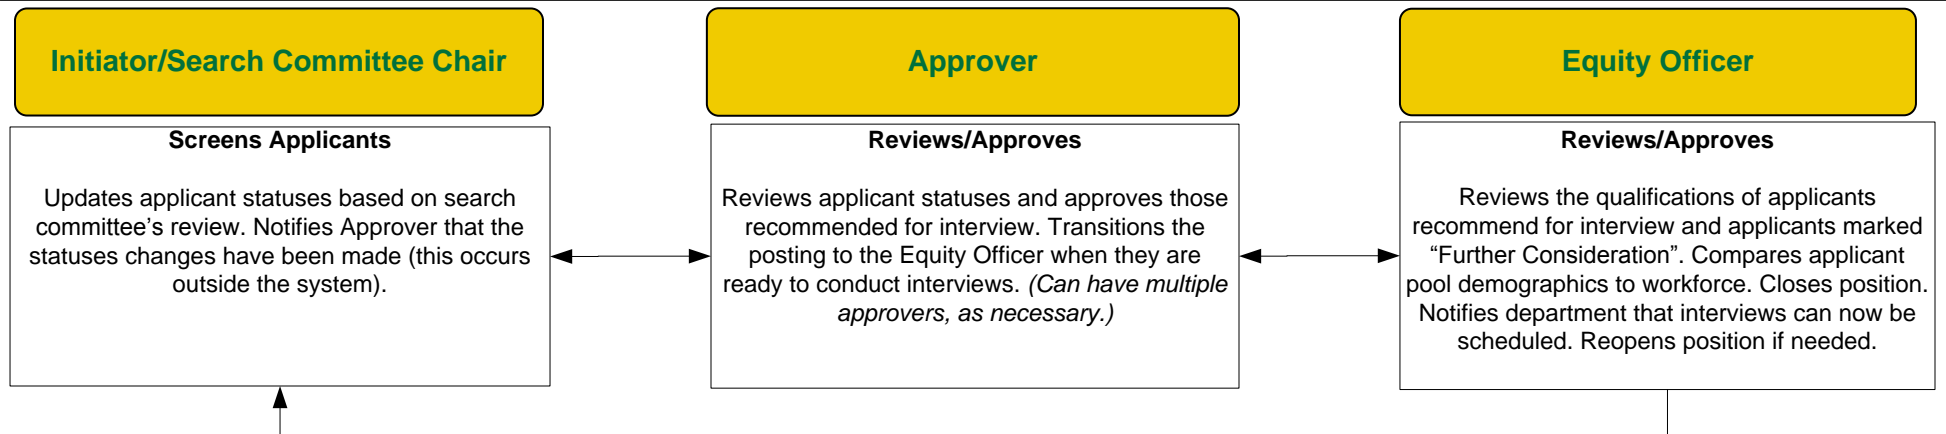 Initiator/Search Committee Chair
Screens Applicants
Updates applicant statuses based on search
committee’s review. Notifies Approver that the
statuses changes have been made (this occurs
outside the system).
Approver
Reviews/Approves
Reviews applicant statuses and approves those
recommended for interview. Transitions the
posting to the Equity Officer when they are
ready to conduct interviews. (Can have multiple
approvers, as necessary.)
Equity Officer
Reviews/Approves
Reviews the qualifications of applicants
recommend for interview and applicants marked
“Further Consideration”. Compares applicant
pool demographics to workforce. Closes position.
Notifies department that interviews can now be
scheduled. Reopens position if needed.